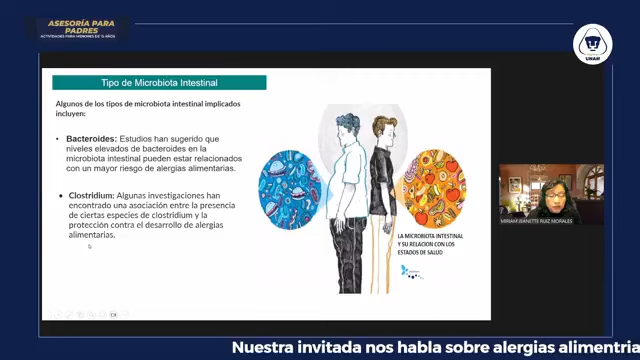 ASESORÍA PARA
PADRES
ACTIVIDADES PARA MENORES DE 15 AÑOS
UNAM
Tipo de Microbiota Intestinal
Algunos de los tipos de microbiota intestinal implicados
incluyen:
• Bacteroides: Estudios han sugerido que
niveles elevados de bacteroides en la
microbiota intestinal pueden estar relacionados
con un mayor riesgo de alergias alimentarias.
• Clostridium: Algunas investigaciones han
encontrado una asociación entre la presencia
de ciertas especies de clostridium y la
protección contra el desarrollo de alergias
alimentarias.
LA MICROBIOTA INTESTINAL
Y SU RELACION CON LOS
ESTADOS DE SALUD
MIRIAM JEANETTE RUIZ MORALES
Nuestra invitada nos habla sobre alergias alimentria